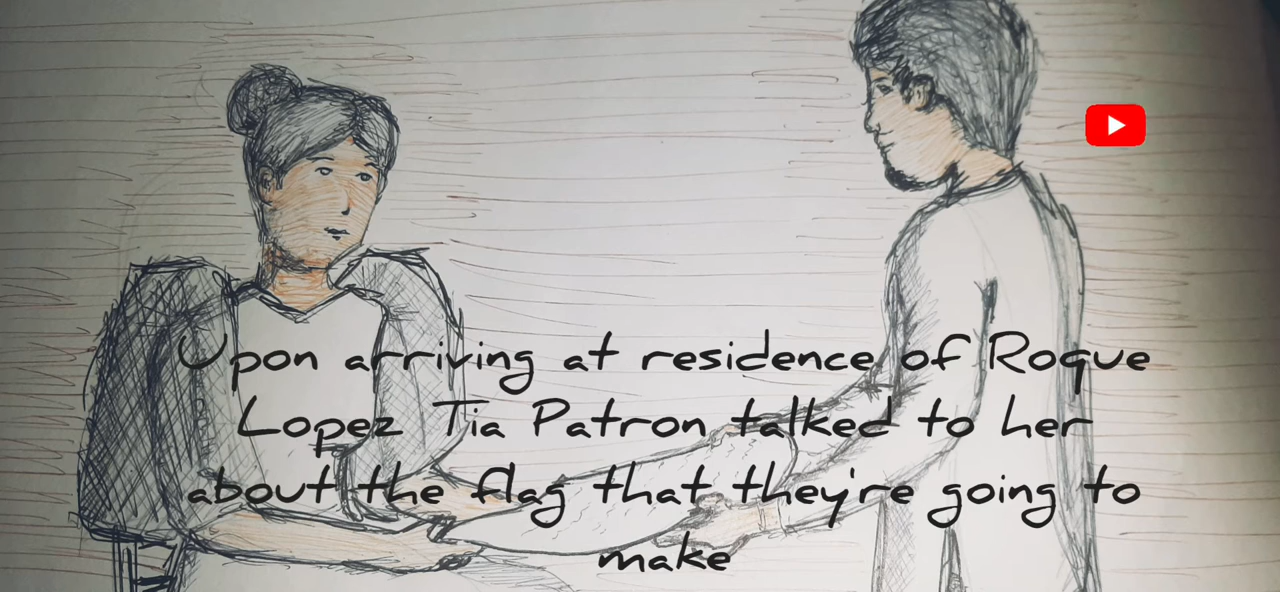 Upon arriving at residence of Roque
Lopez Tia Patron talked to her
about the flag that they're going to
make